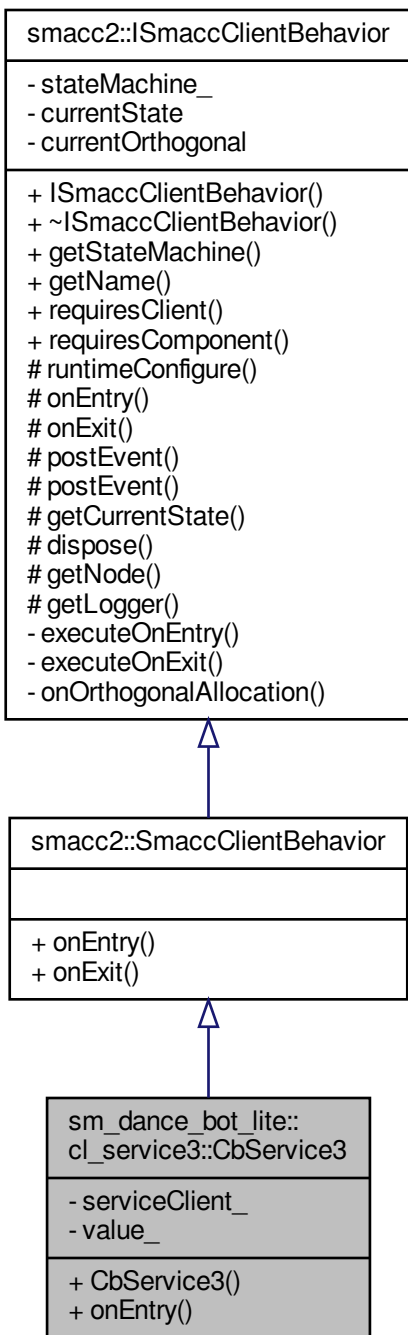 smacc2::ISmaccClientBehavior
- stateMachine_
- currentState
- currentOrthogonal
+ ISmaccClientBehavior()
+ ~ISmaccClientBehavior()
+ getStateMachine()
+ getName()
+ requiresClient()
+ requiresComponent()
# runtimeConfigure()
# onEntry()
# onExit()
# postEvent()
# postEvent()
# getCurrentState()
# dispose()
# getNode()
# getLogger()
- executeOnEntry()
- executeOnExit()
- onOrthogonalAllocation()
smacc2::SmaccClientBehavior
+ onEntry()
+ onExit()
sm_dance_bot_lite::
cl_service3::CbService3
- serviceClient_
- value_
+ CbService3()
+ onEntry()